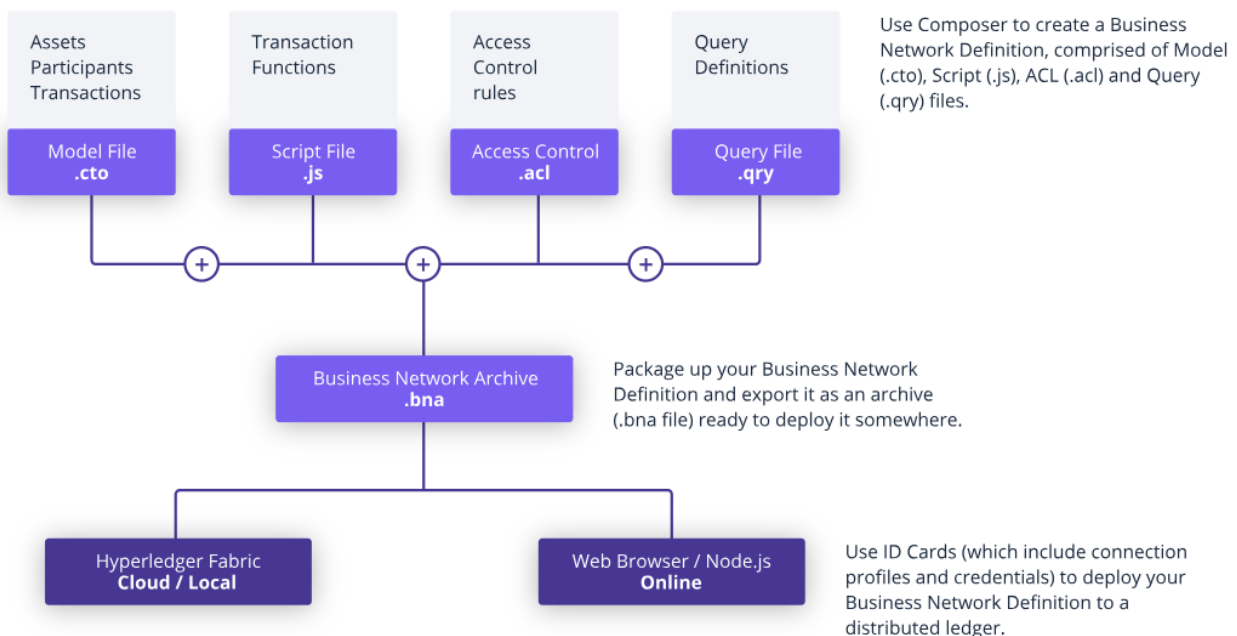 Assets
Participants
Transactions
Model File
.cto
Transaction
Functions
Script File
.js
Access
Control
rules
Access Control
.acl
Query
Definitions
Query File
.qry
Use Composer to create a Business
Network Definition, comprised of Model
(.cto), Script (.js), ACL (.acl) and Query
(.qry) files.
+
+
+
Business Network Archive
.bna
Package up your Business Network
Definition and export it as an archive
(.bna file) ready to deploy it somewhere.
Hyperledger Fabric
Cloud / Local
Web Browser / Node.js
Online
Use ID Cards (which include connection
profiles and credentials) to deploy your
Business Network Definition to a
distributed ledger.